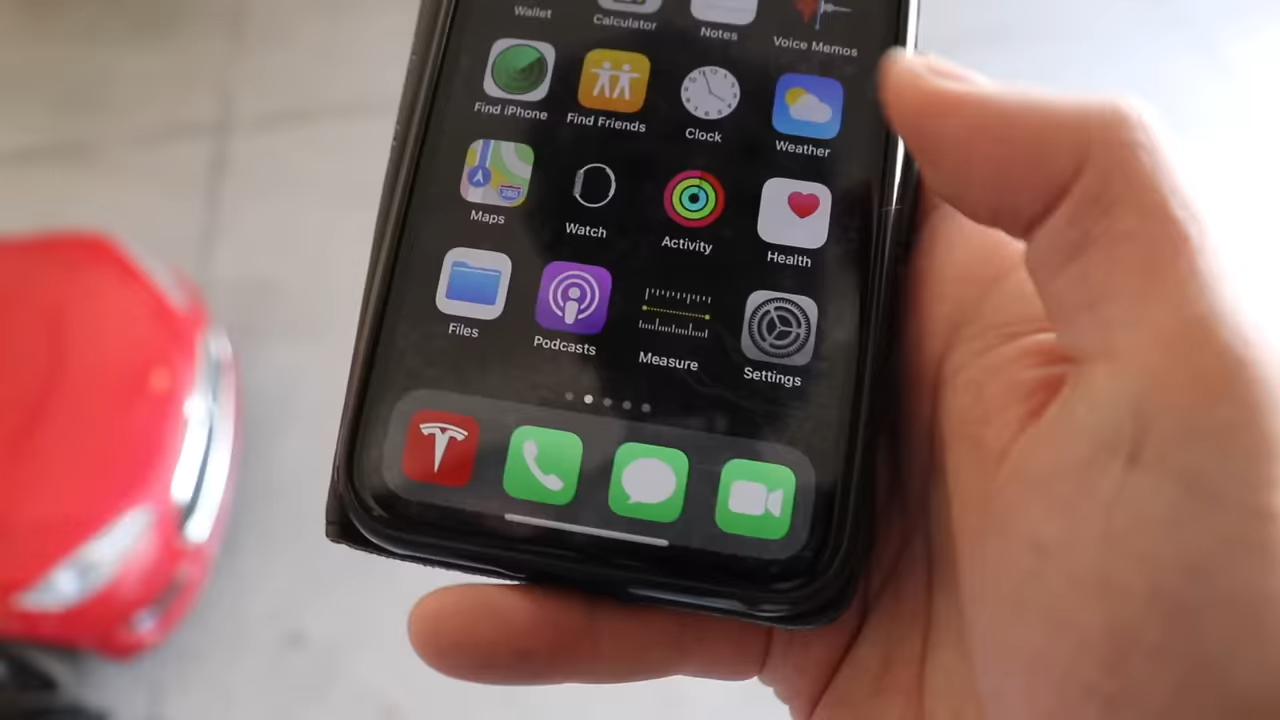 Wallet
Calculator
Notes
Voice Memos
Find iPhone
Find Friends
Clock
Weather
280
Maps
Watch
Activity
Health
Files
Podcasts
Measure
Settings